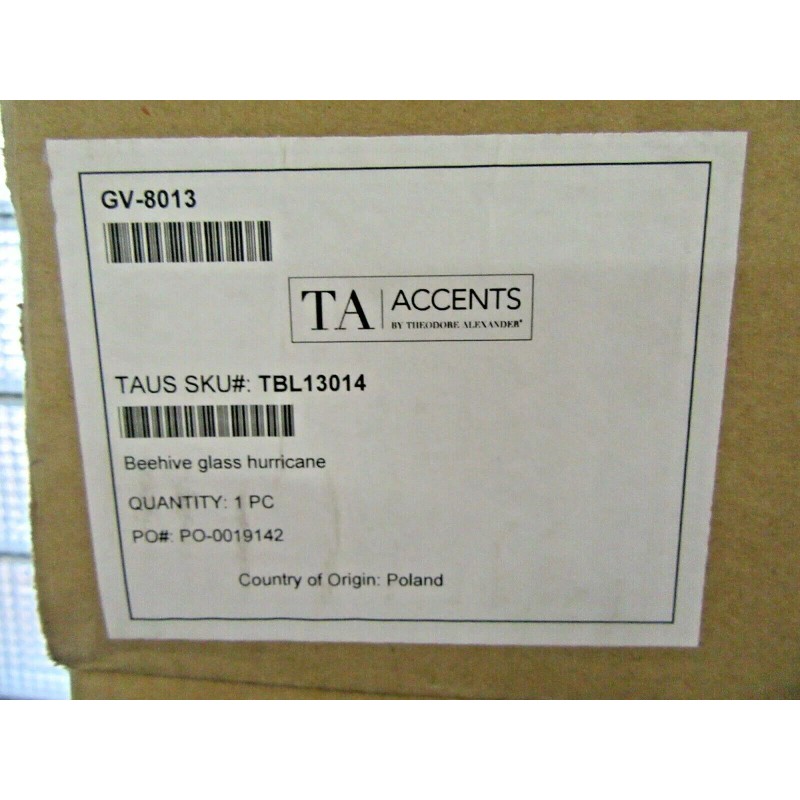 GV-8013
TA ACCENTS
BY THEODORE ALEXANDER®
TAUS SKU#: TBL13014
Beehive glass hurricane
QUANTITY: 1 PC
PO#: PO-0019142
Country of Origin: Poland